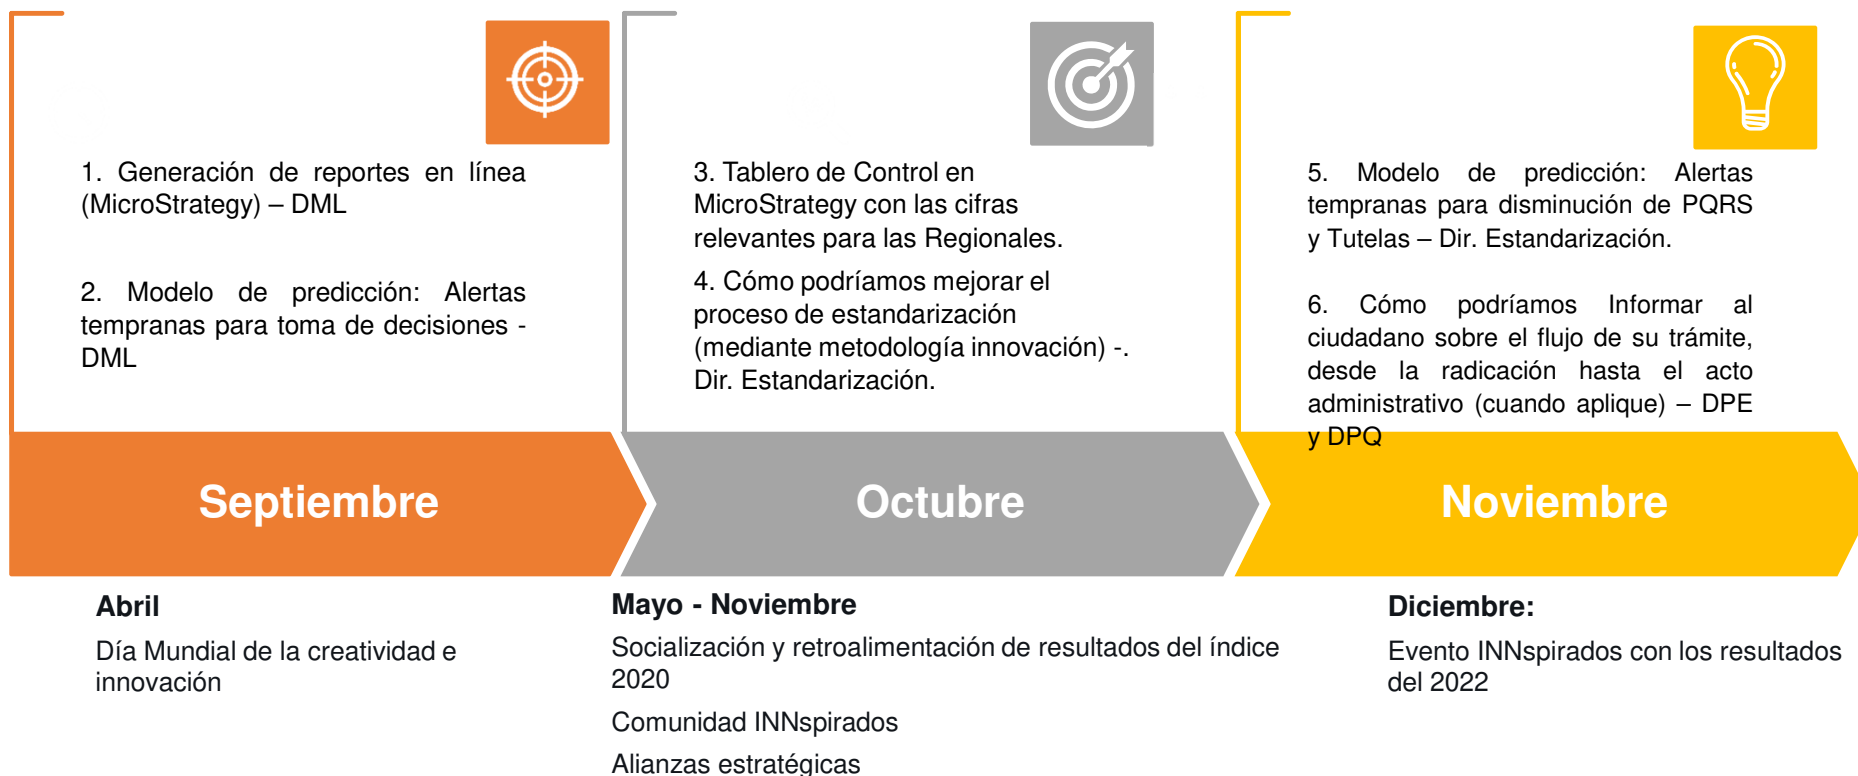 1. Generación de reportes en línea
(MicroStrategy) – DML
2. Modelo de predicción: Alertas
tempranas para toma de decisiones -
DML
3. Tablero de Control en
MicroStrategy con las cifras
relevantes para las Regionales.
4. Cómo podríamos mejorar el
proceso de estandarización
(mediante metodología innovación) -.
Dir. Estandarización.
5. Modelo de predicción: Alertas
tempranas para disminución de PQRS
y Tutelas – Dir. Estandarización.
6. Cómo podríamos Informar al
ciudadano sobre el flujo de su trámite,
desde la radicación hasta el acto
administrativo (cuando aplique) – DPE
y DPQ
Septiembre
Octubre
Noviembre
Abril
Día Mundial de la creatividad e
innovación
Mayo - Noviembre
Socialización y retroalimentación de resultados del índice
2020
Comunidad INNspirados
Alianzas estratégicas
Diciembre:
Evento INNspirados con los resultados
del 2022